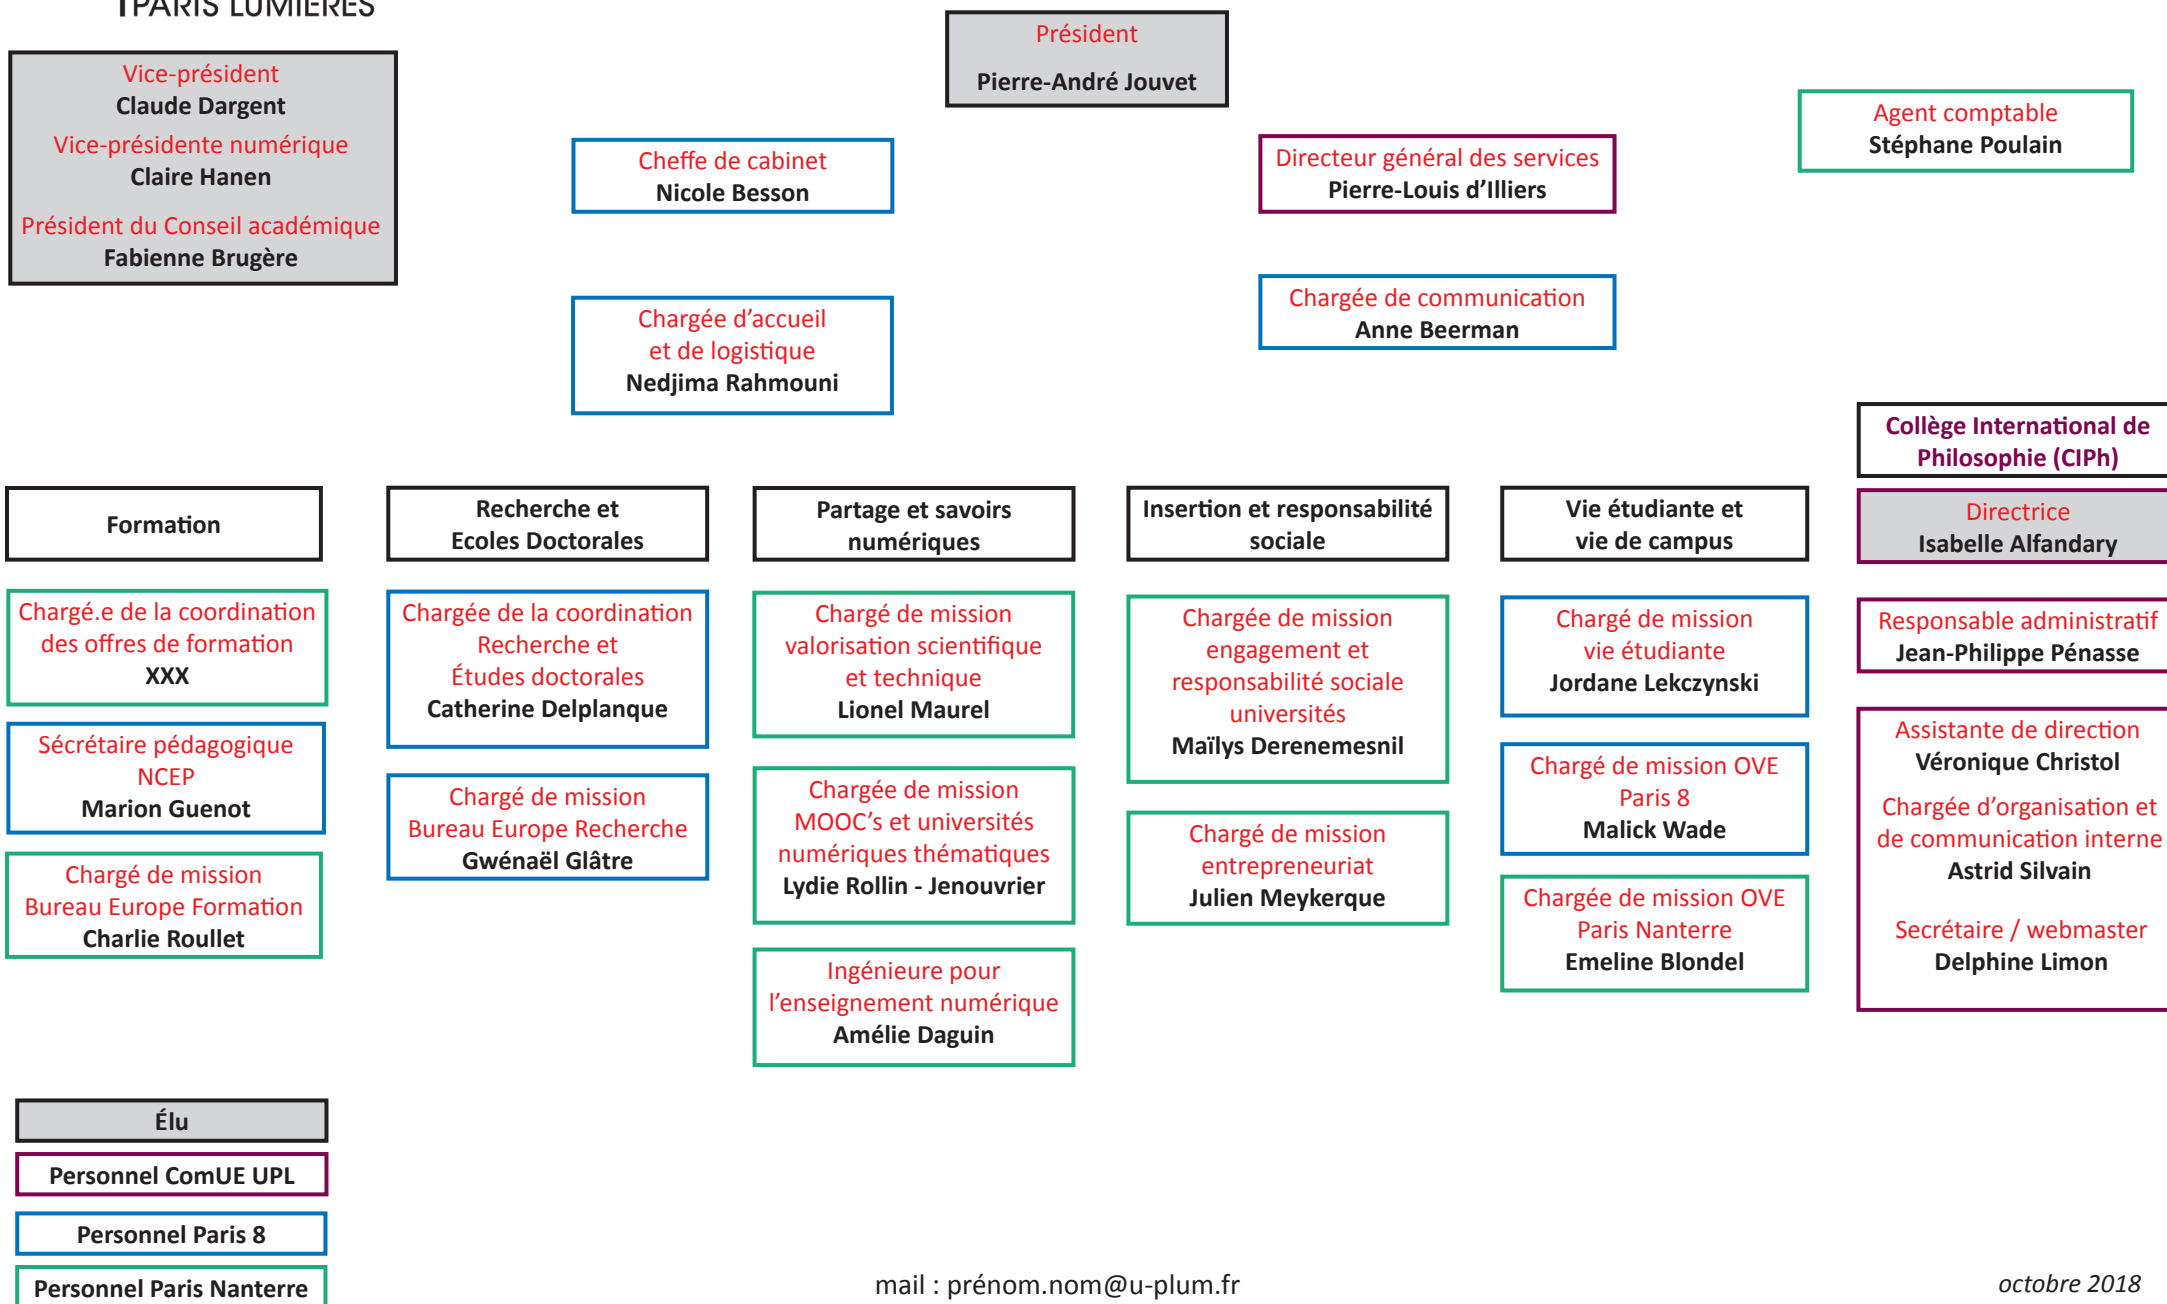 PARIS LUMIÈRES
Président
Pierre-André Jouvet
Vice-président
Claude Dargent
Vice-présidente numérique
Claire Hanen
Président du Conseil académique
Fabienne Brugère
Agent comptable
Stéphane Poulain
Cheffe de cabinet
Nicole Besson
Directeur général des services
Pierre-Louis d’Illiers
Chargée d’accueil
et de logistique
Nedjima Rahmouni
Chargée de communication
Anne Beerman
Formation
Chargé.e de la coordination
des offres de formation
XXX
Sécrétaire pédagogique
NCEP
Marion Guenot
Chargé de mission
Bureau Europe Formation
Charlie Roullet
Recherche et
Ecoles Doctorales
Chargée de la coordination
Recherche et
Études doctorales
Catherine Delplanque
Chargé de mission
Bureau Europe Recherche
Gwénaël Glâtre
Partage et savoirs
numériques
Chargé de mission
valorisation scientifique
et technique
Lionel Maurel
Chargée de mission
MOOC’s et universités
numériques thématiques
Lydie Rollin - Jenouvrier
Ingénieure pour
l’enseignement numérique
Amélie Daguin
Insertion et responsabilité
sociale
Chargée de mission
engagement et
responsabilité sociale
universités
Maïlys Derenemesnil
Chargé de mission
entrepreneuriat
Julien Meykerque
Vie étudiante et
vie de campus
Chargé de mission
vie étudiante
Jordane Lekczynski
Chargé de mission OVE
Paris 8
Malick Wade
Chargée de mission OVE
Paris Nanterre
Emeline Blondel
Collège International de
Philosophie (CIPh)
Directrice
Isabelle Alfandary
Responsable administratif
Jean-Philippe Pénasse
Assistante de direction
Véronique Christol
Chargée d’organisation et
de communication interne
Astrid Silvain
Secrétaire / webmaster
Delphine Limon
Élu
Personnel ComUE UPL
Personnel Paris 8
Personnel Paris Nanterre
mail : prénom.nom@u-plum.fr
octobre 2018